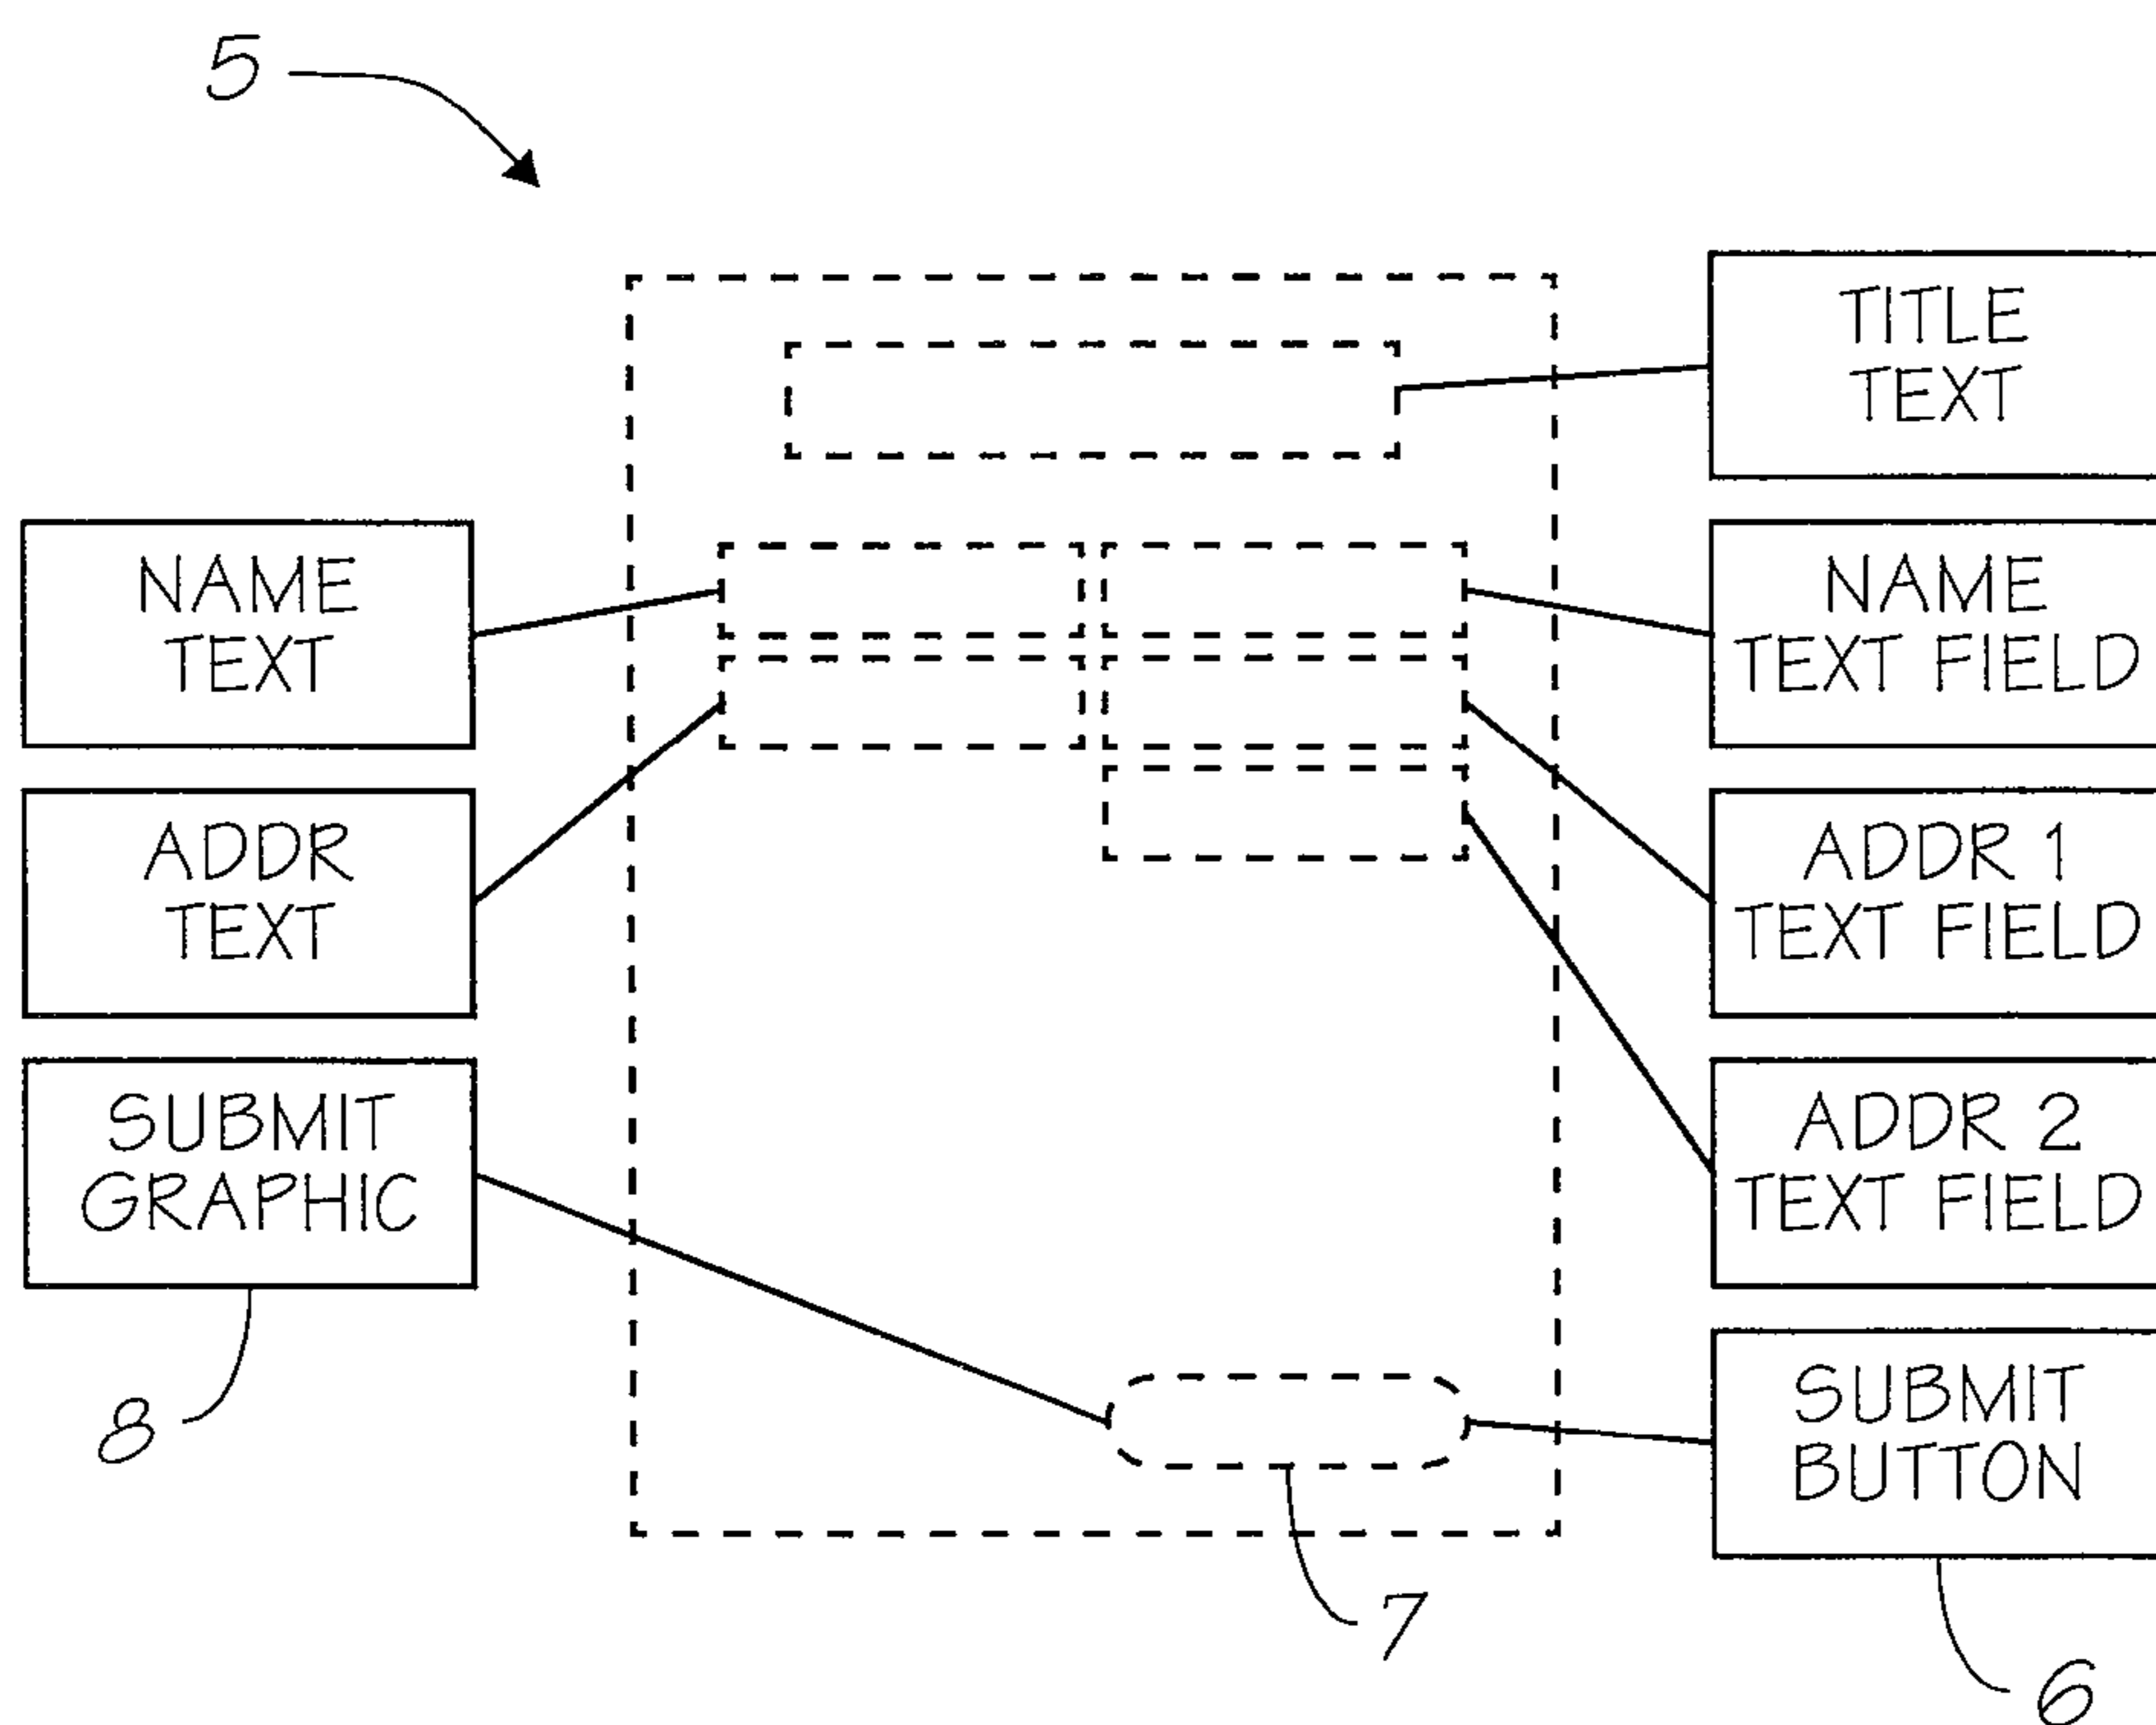 5
TITLE
TEXT
NAME
TEXT
NAME
TEXT FIELD
ADDR
TEXT
ADDR 1
TEXT FIELD
SUBMIT
GRAPHIC
ADDR 2
TEXT FIELD
SUBMIT
BUTTON
8
7
6